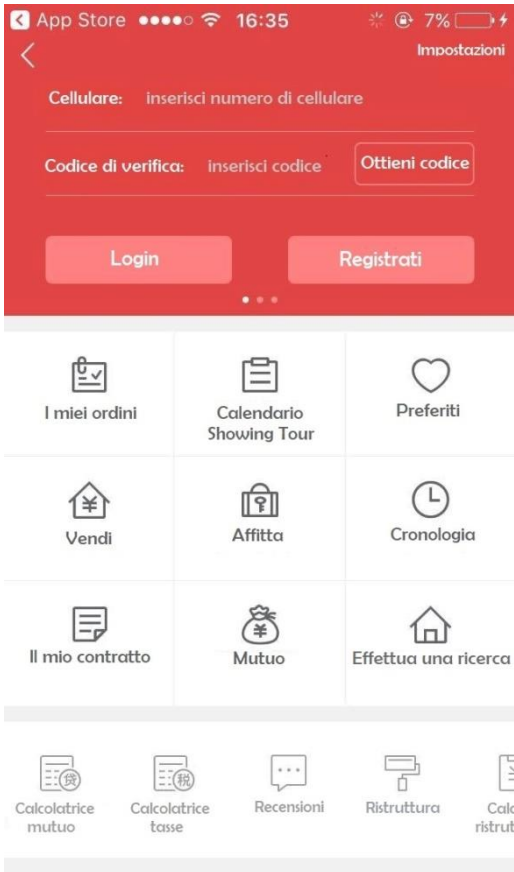 App Store 16:35 7%
Impostazioni
Cellulare: inserisci numero di cellulare
Codice di verifica: inserisci codice Ottieni codice
Login Registrati
I miei ordini
Calendario
Showing Tour
Preferiti
¥ ¥
Vendi
Affitta
Cronologia
Il mio contratto
Mutuo
Effettua una ricerca
贷
Calcolatrice
mutuo
税
Calcolatrice
tasse
Recensioni
Ristruttura